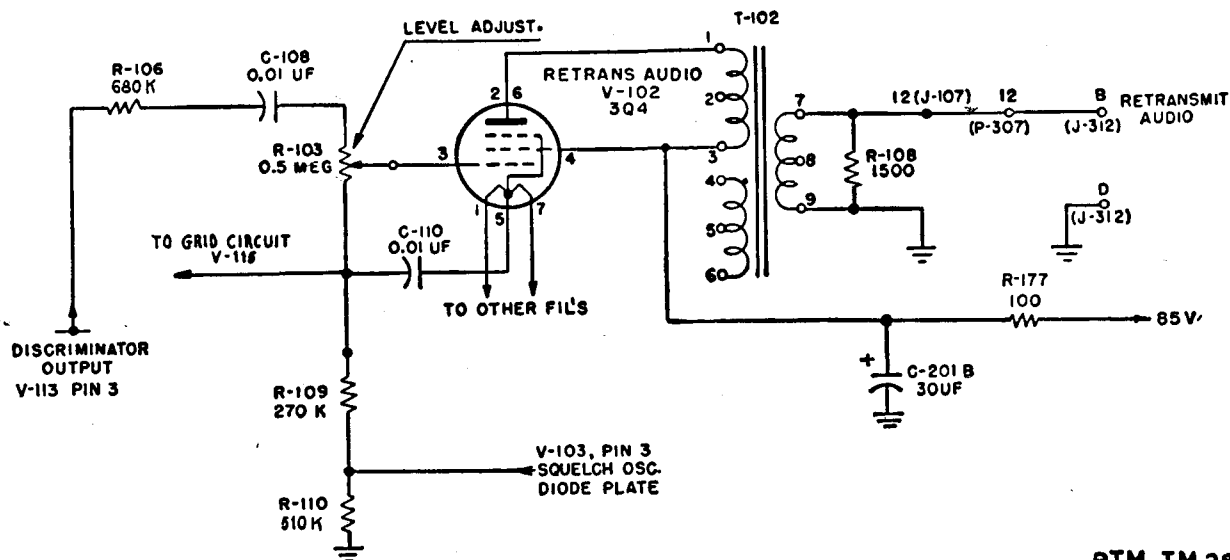 LEVEL ADJUST.
T-102
C-108
0.01 UF
R-106
680K
RETRANS AUDIO
V-102
3Q4
2 6
1
2
3
4
5
6
7
8
9
12 (J-107)
12
(P-307)
B
(J-312)
RETRANSMIT
AUDIO
R-103
0.5 MEG
3
4
R-108
1500
D
(J-312)
1
5
7
C-110
0.01 UF
TO GRID CIRCUIT
TO OTHER FIL'S
R-177
100
85V
DISCRIMINATOR
OUTPUT
V-113 PIN 3
+
C-201 B
30UF
R-109
270 K
V-103, PIN 3
SQUELCH OSC.
DIODE PLATE
R-110
510K